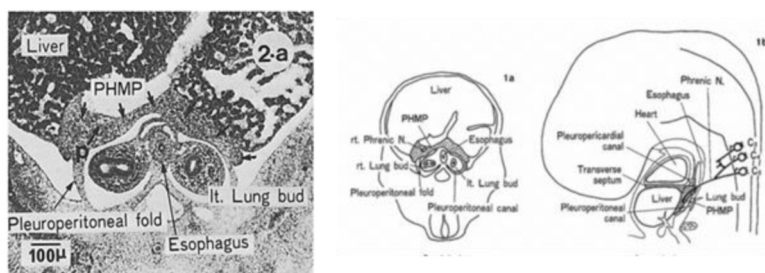 Liver
2-a
PHMP
P
lt. Lung bud
Pleuroperitoneal fold
Esophagus
100μ
1a
Liver
PHMP
rt. Phrenic N.
Esophagus
rt. Lung bud
Pleuroperitoneal fold
lt. Lung bud
Pleuroperitoneal canal
1b
Phrenic N.
Esophagus
Heart
Pleuropericardial
canal
Transverse
septum
Pleuroperitoneal
canal
Liver
Lung bud
PHMP